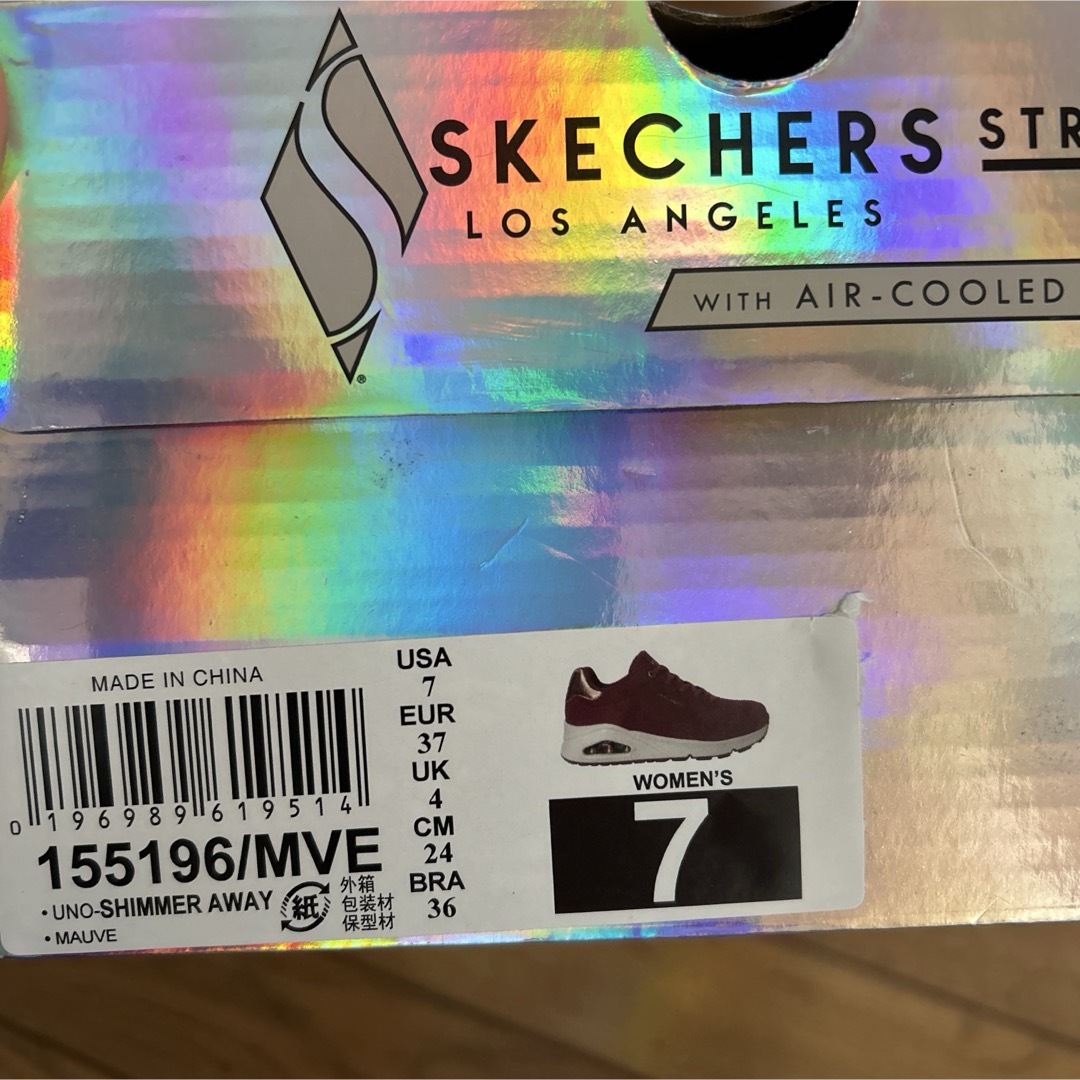 SKECHERS STR
LOS ANGELES
WITH AIR-COOLED
®
MADE IN CHINA
0 196989 619514
155196/MVE
• UNO-SHIMMER AWAY
• MAUVE
紙
外箱
包装材
保型材
USA
7
EUR
37
UK
4
CM
24
BRA
36
WOMEN'S
7